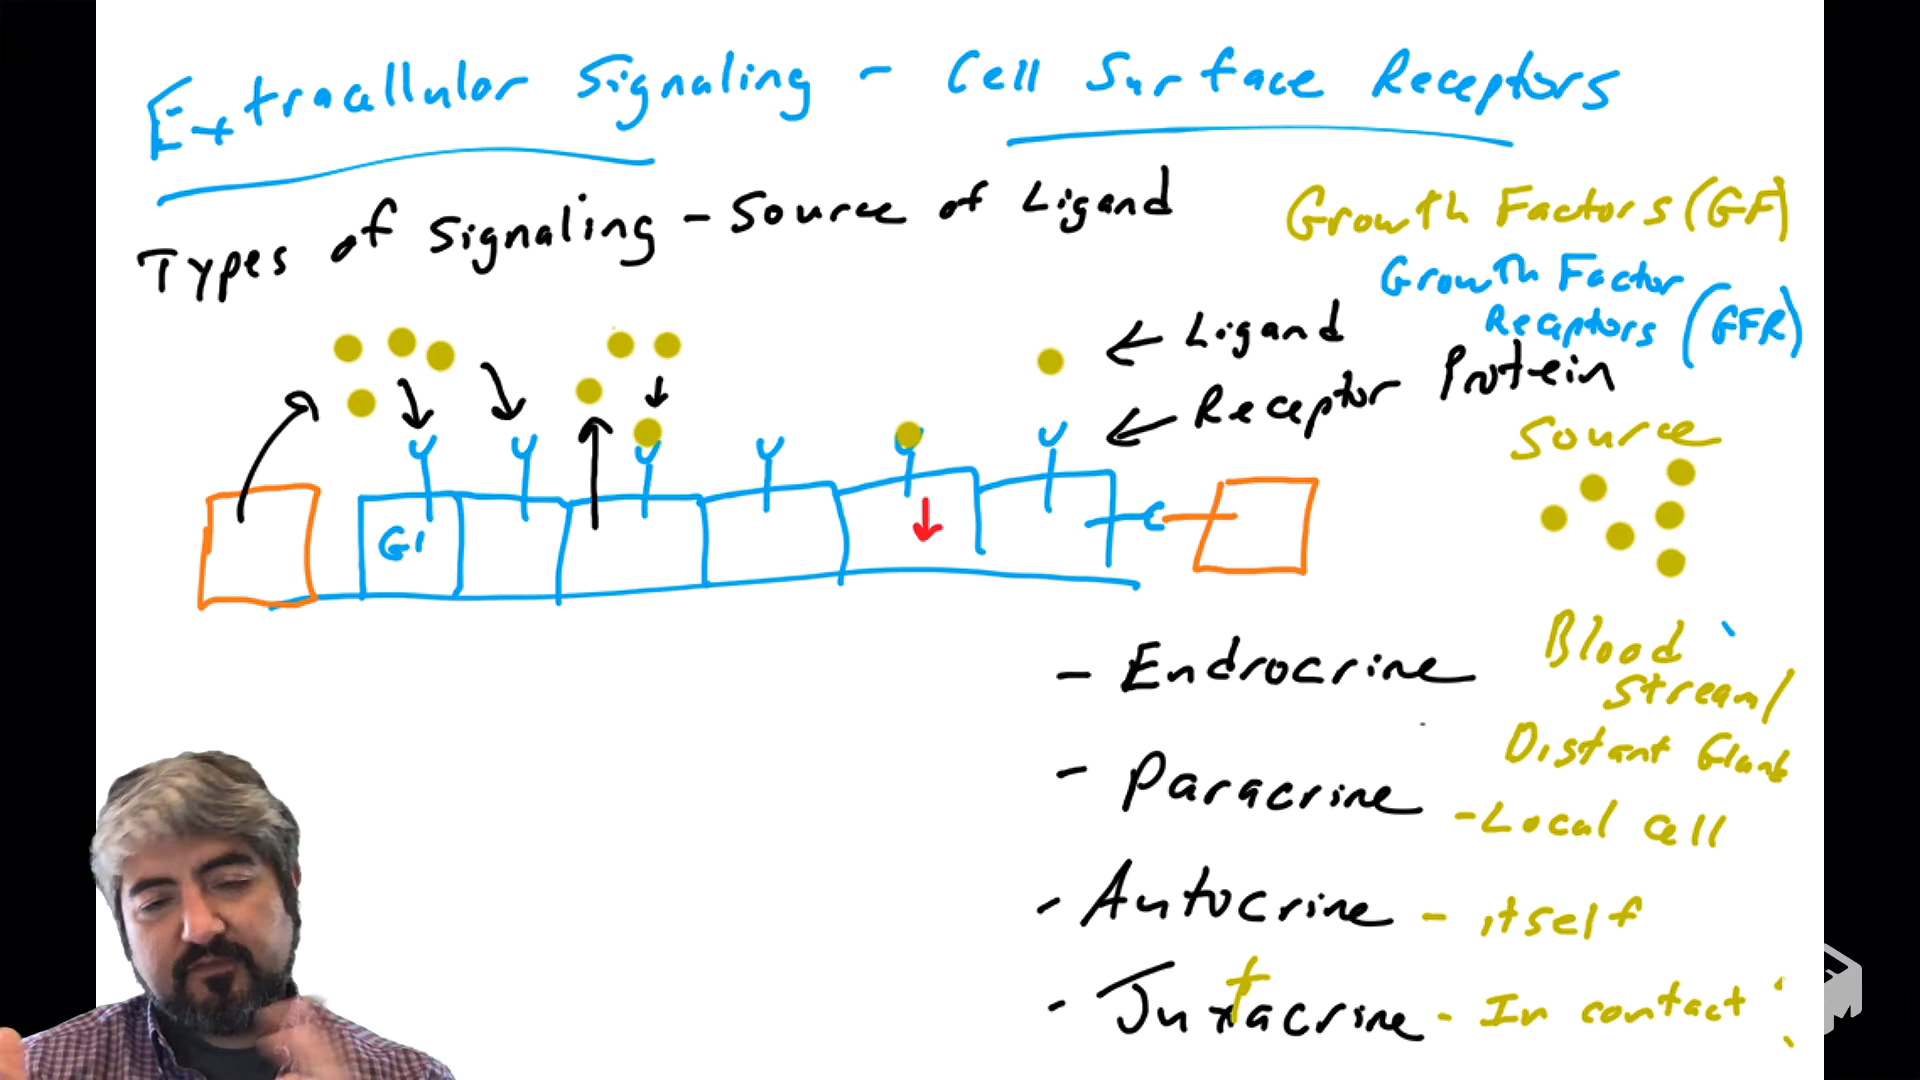 Extracallulor Signaling - Cell Surface Receptors
Types of Signaling - Source of Ligand
Growth Factors (GF)
Growth Factor
Receptors (GFR)
← Ligand
← Receptor Protein
Source
G1
- Endrocrine
Blood
Stream/
Distant Gland
- Paracrine - Local cell
- Autocrine - itself
- Juxtacrine - In contact